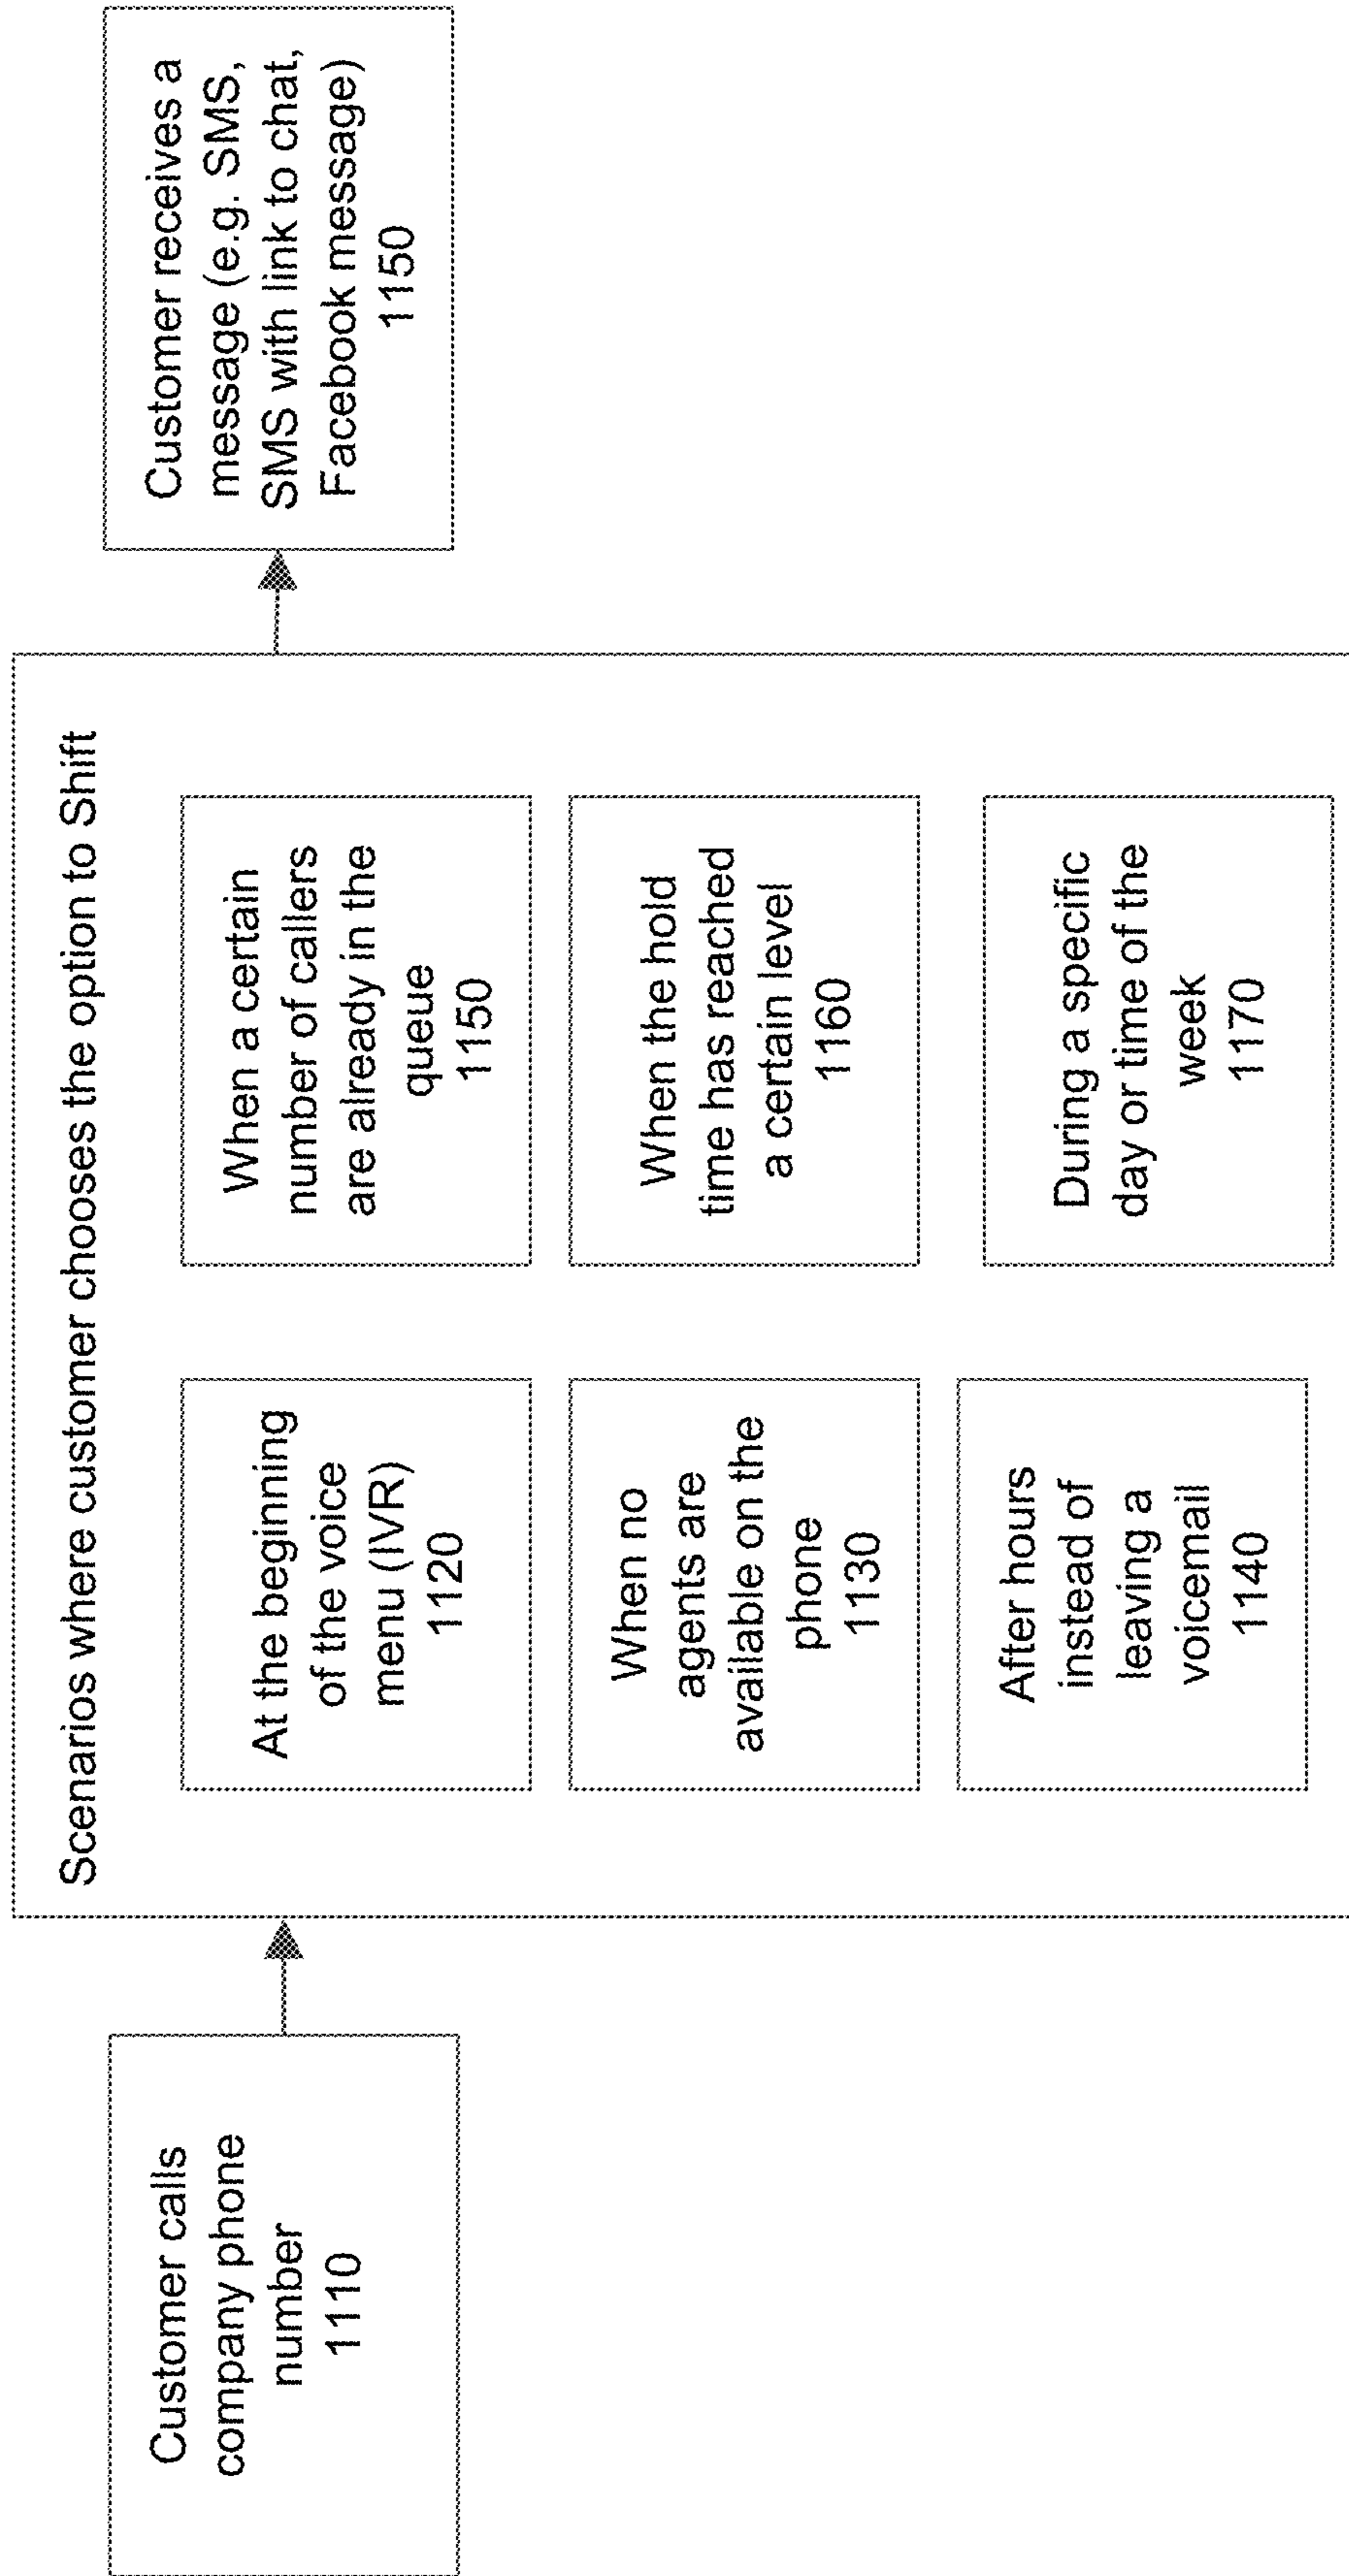 Customer calls
company phone
number
1110
Scenarios where customer chooses the option to Shift
At the beginning
of the voice
menu (IVR)
1120
When no
agents are
available on the
phone
1130
After hours
instead of
leaving a
voicemail
1140
When a certain
number of callers
are already in the
queue
1150
When the hold
time has reached
a certain level
1160
During a specific
day or time of the
week
1170
Customer receives a
message (e.g. SMS,
SMS with link to chat,
Facebook message)
1150